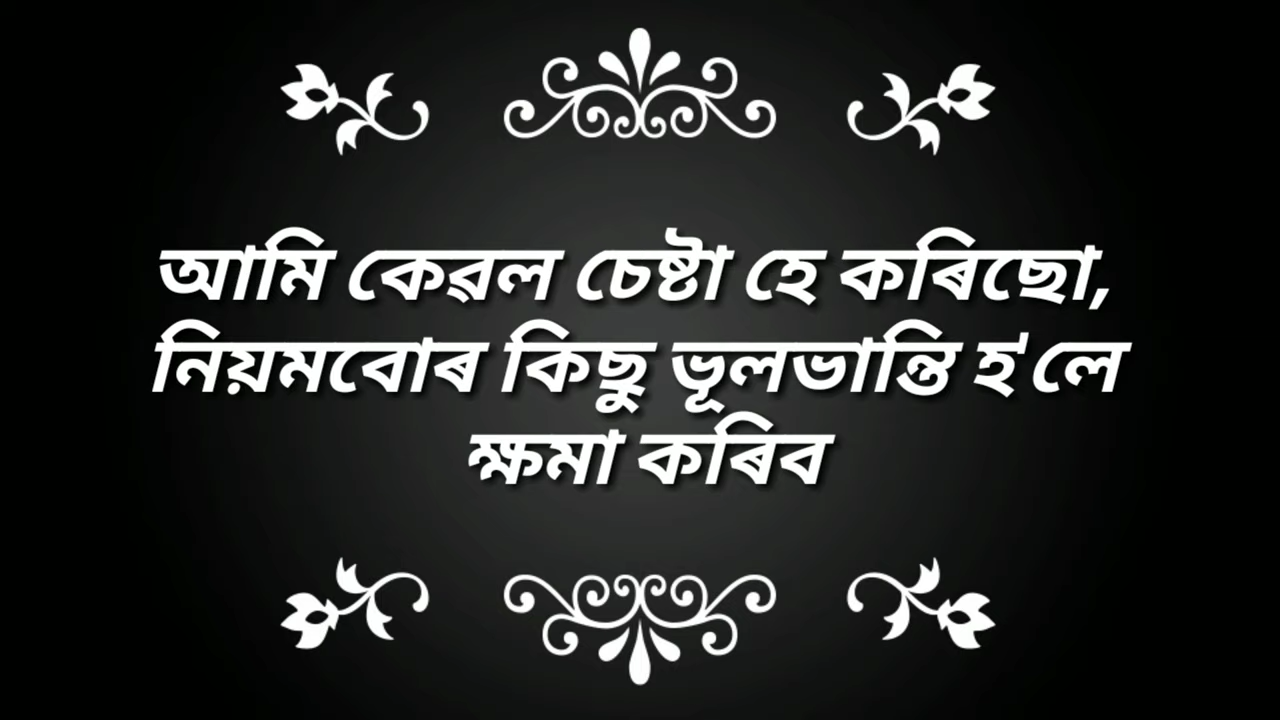 আমি কেৱল চেষ্টা হে কৰিছো,
নিয়মবোৰ কিছু ভূলভান্তি হ'লে
ক্ষমা কৰিব